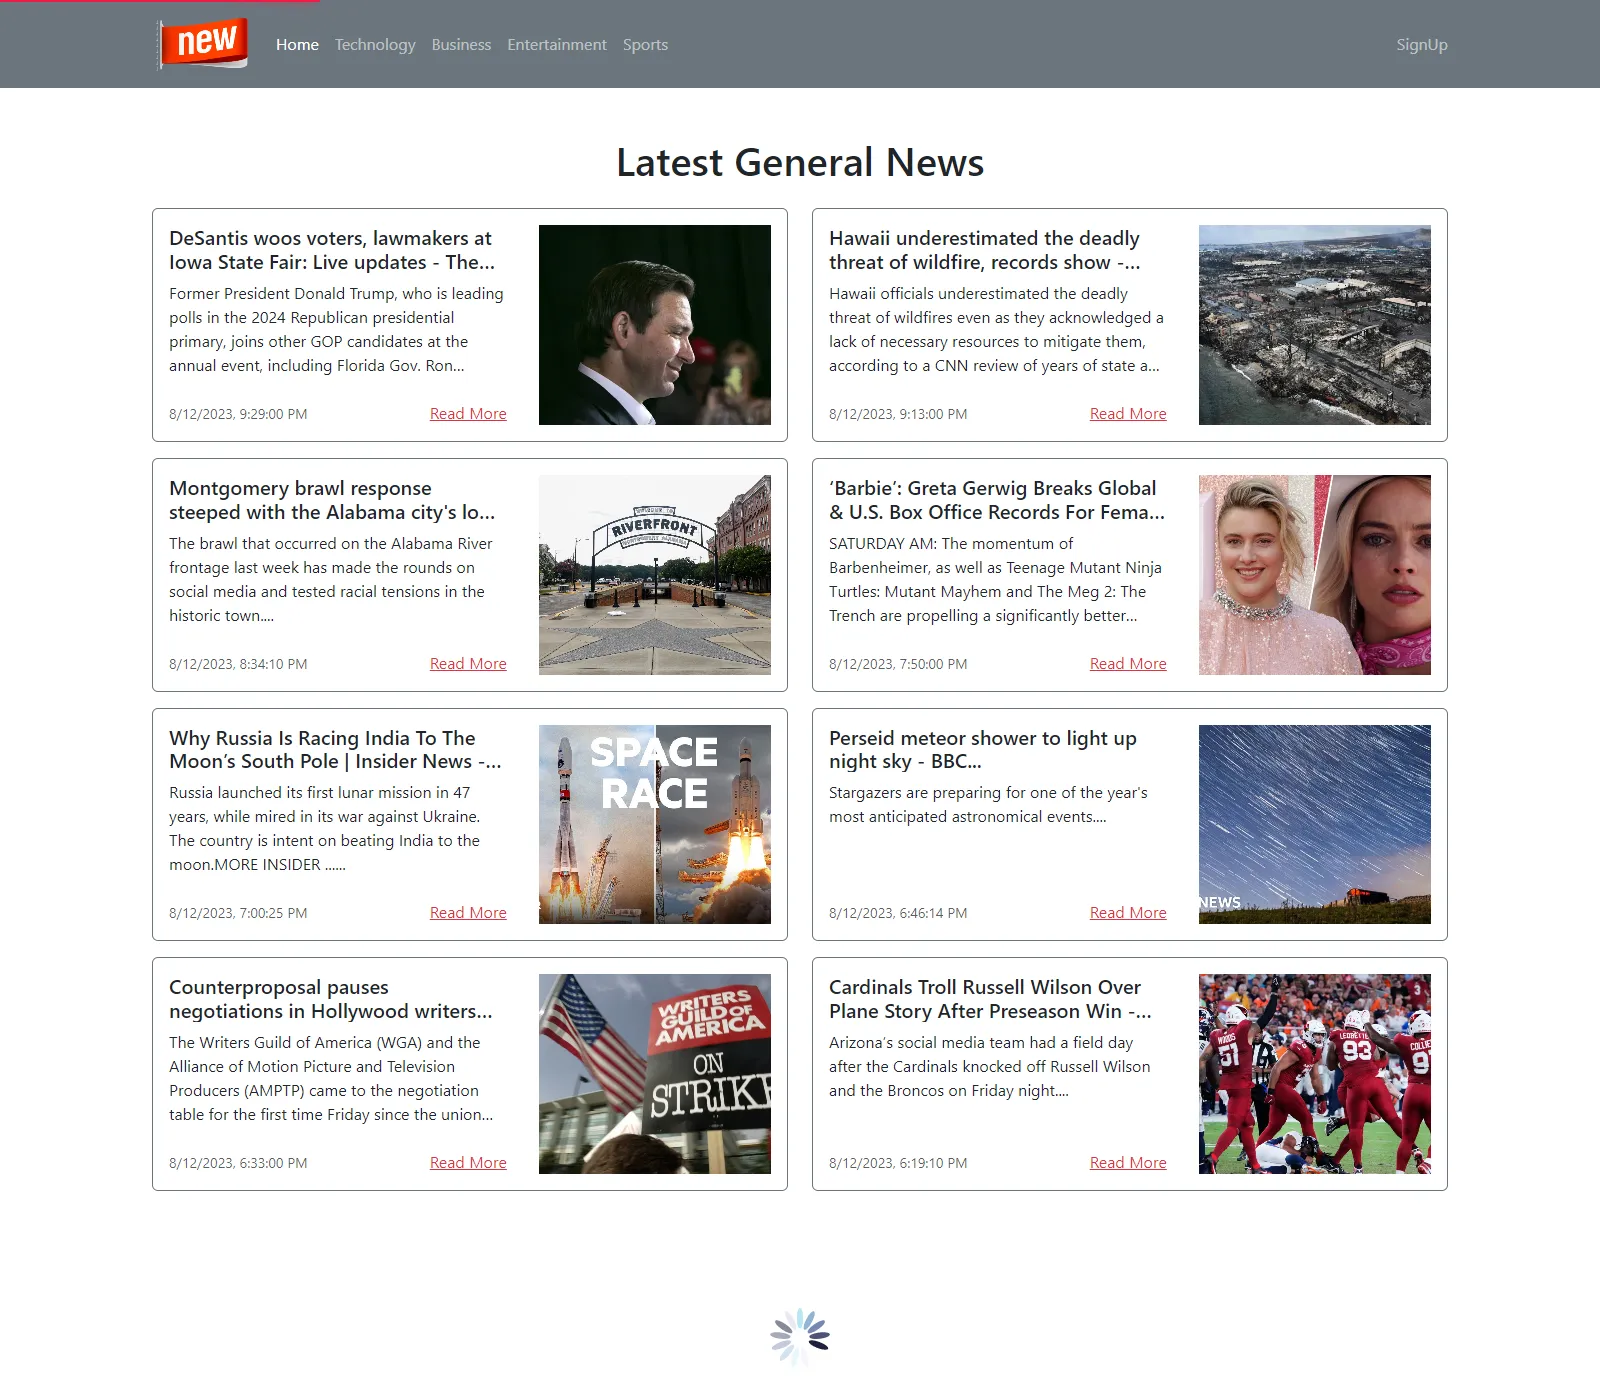 new
Home Technology Business Entertainment Sports SignUp
Latest General News
DeSantis woos voters, lawmakers at
Iowa State Fair: Live updates - The...
Former President Donald Trump, who is leading
polls in the 2024 Republican presidential
primary, joins other GOP candidates at the
annual event, including Florida Gov. Ron...
8/12/2023, 9:29:00 PM Read More
Hawaii underestimated the deadly
threat of wildfire, records show -...
Hawaii officials underestimated the deadly
threat of wildfires even as they acknowledged a
lack of necessary resources to mitigate them,
according to a CNN review of years of state a...
8/12/2023, 9:13:00 PM Read More
Montgomery brawl response
steeped with the Alabama city's lo...
The brawl that occurred on the Alabama River
frontage last week has made the rounds on
social media and tested racial tensions in the
historic town....
8/12/2023, 8:34:10 PM Read More
WELCOME TO
RIVERFRONT
MONTGOMERY ALABAMA
‘Barbie’: Greta Gerwig Breaks Global
& U.S. Box Office Records For Fema...
SATURDAY AM: The momentum of
Barbenheimer, as well as Teenage Mutant Ninja
Turtles: Mutant Mayhem and The Meg 2: The
Trench are propelling a significantly better...
8/12/2023, 7:50:00 PM Read More
Why Russia Is Racing India To The
Moon’s South Pole | Insider News -...
Russia launched its first lunar mission in 47
years, while mired in its war against Ukraine.
The country is intent on beating India to the
moon.MORE INSIDER ......
8/12/2023, 7:00:25 PM Read More
SPACE
RACE
Perseid meteor shower to light up
night sky - BBC...
Stargazers are preparing for one of the year's
most anticipated astronomical events....
8/12/2023, 6:46:14 PM Read More
NEWS
Counterproposal pauses
negotiations in Hollywood writers...
The Writers Guild of America (WGA) and the
Alliance of Motion Picture and Television
Producers (AMPTP) came to the negotiation
table for the first time Friday since the union...
8/12/2023, 6:33:00 PM Read More
WRITERS
GUILD OF
AMERICA
ON
STRIKE
Cardinals Troll Russell Wilson Over
Plane Story After Preseason Win -...
Arizona’s social media team had a field day
after the Cardinals knocked off Russell Wilson
and the Broncos on Friday night....
8/12/2023, 6:19:10 PM Read More
WOODS
51
LEDBETTER
93
COLLIE
9
3